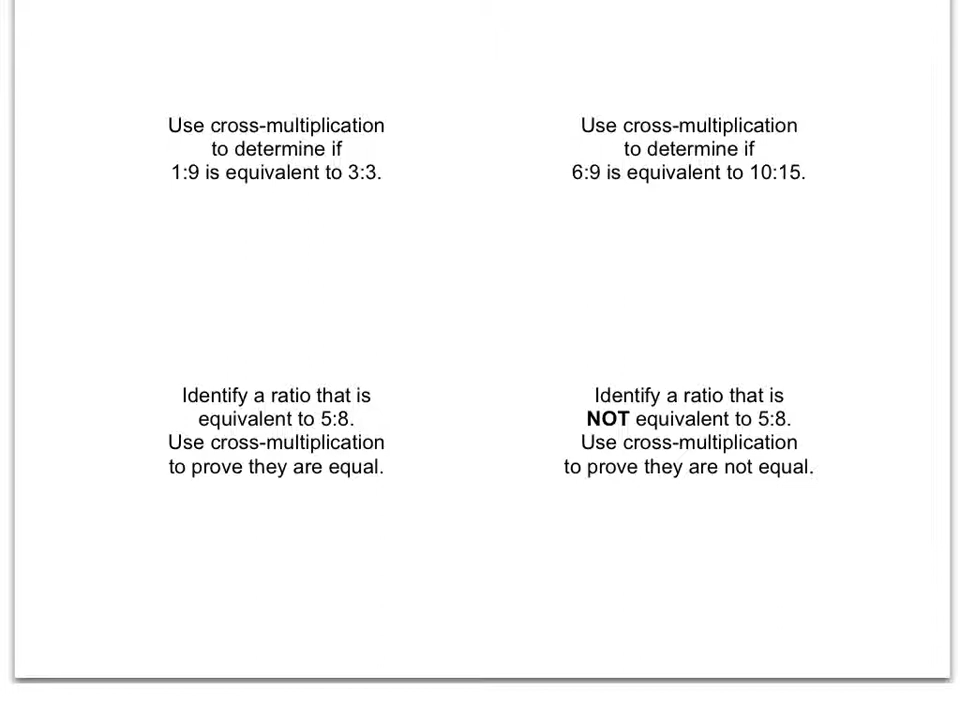 Use cross-multiplication
to determine if
1:9 is equivalent to 3:3.
Use cross-multiplication
to determine if
6:9 is equivalent to 10:15.
Identify a ratio that is
equivalent to 5:8.
Use cross-multiplication
to prove they are equal.
Identify a ratio that is
NOT equivalent to 5:8.
Use cross-multiplication
to prove they are not equal.